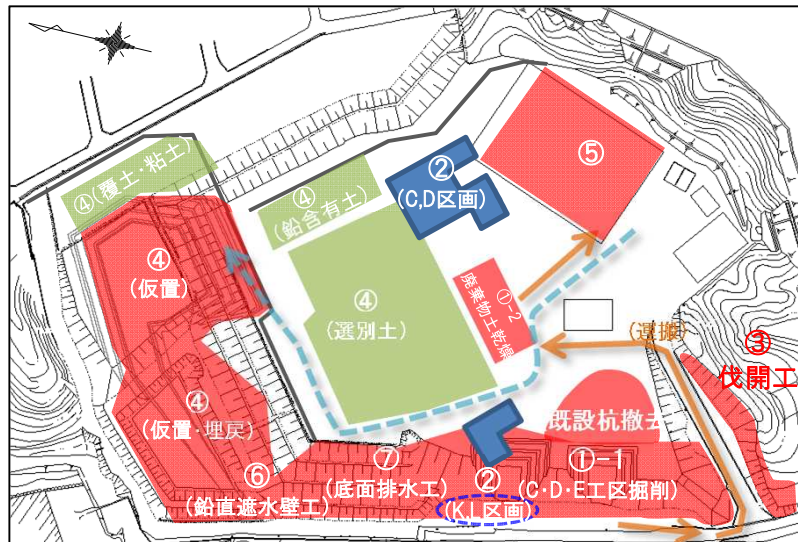 ④(覆土・粘土)
④
(鉛含有土)
②
(C,D区画)
⑤
④
(仮置)
④
(選別土)
①-2
廃棄物土乾燥
(運搬)
③
伐開工
④
(仮置・埋戻)
既設杭撤去
⑥
(鉛直遮水壁工)
⑦
(底面排水工)
②
(K,L区画)
①-1
(C・D・E工区掘削)